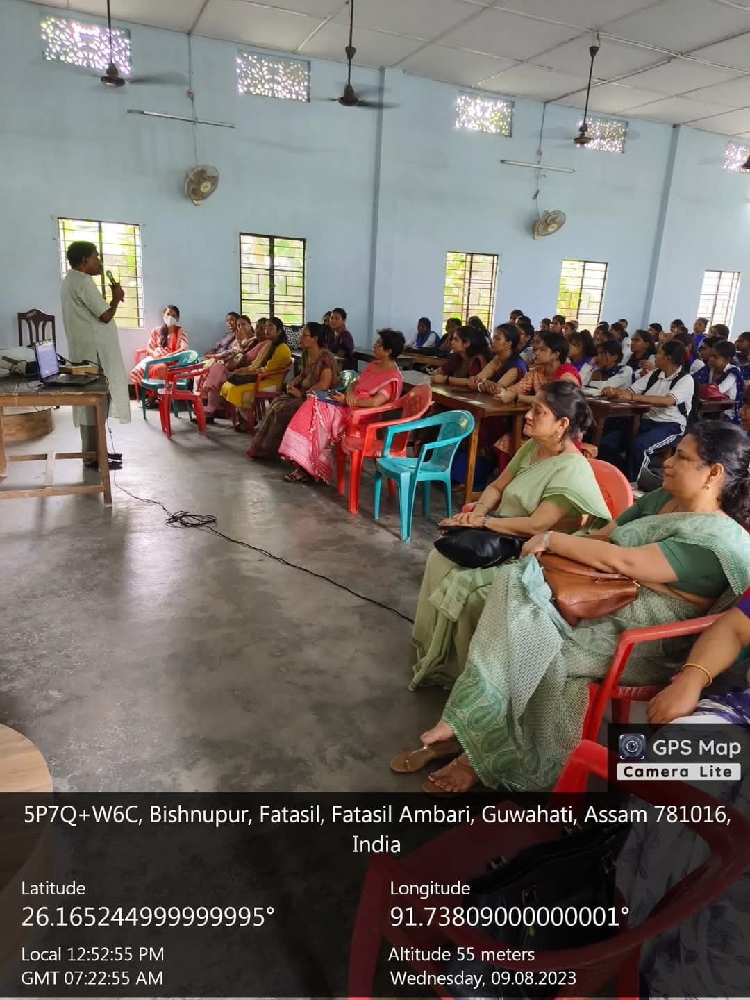 GPS Map
Camera Lite
5P7Q+W6C, Bishnupur, Fatasil, Fatasil Ambari, Guwahati, Assam 781016,
India
Latitude
26.165244999999995°
Longitude
91.73809000000001°
Local 12:52:55 PM
GMT 07:22:55 AM
Altitude 55 meters
Wednesday, 09.08.2023